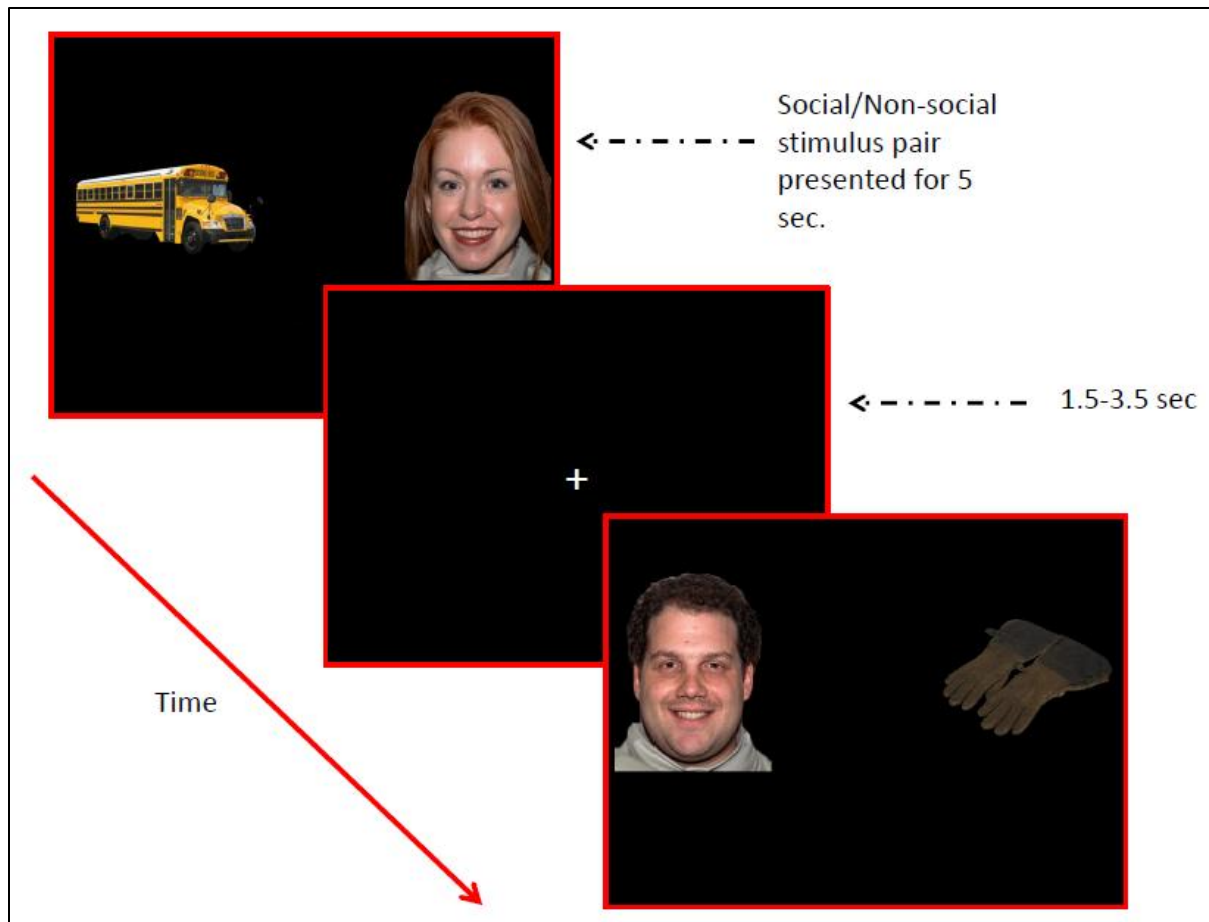 Social/Non-social
stimulus pair
presented for 5
sec.
1.5-3.5 sec
+
Time